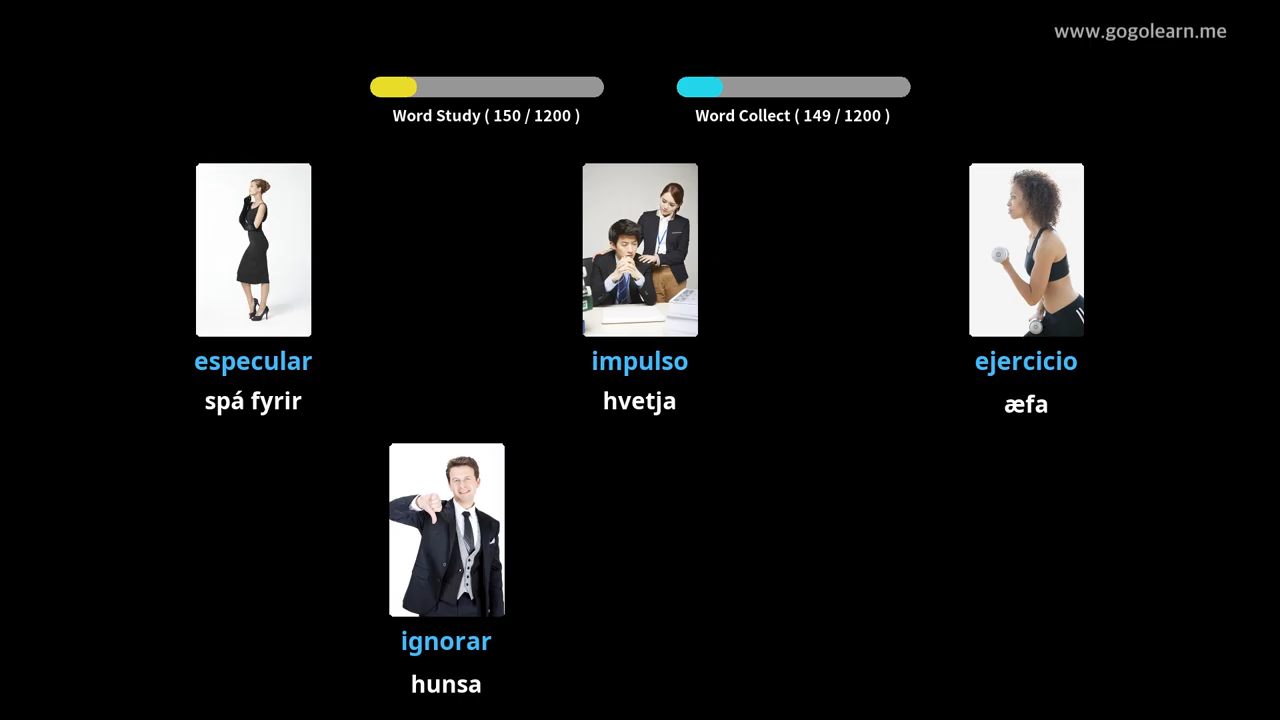 www.gogolearn.me
Word Study ( 150 / 1200 )
Word Collect ( 149 / 1200 )
especular
spá fyrir
impulso
hvetja
ejercicio
æfa
ignorar
hunsa